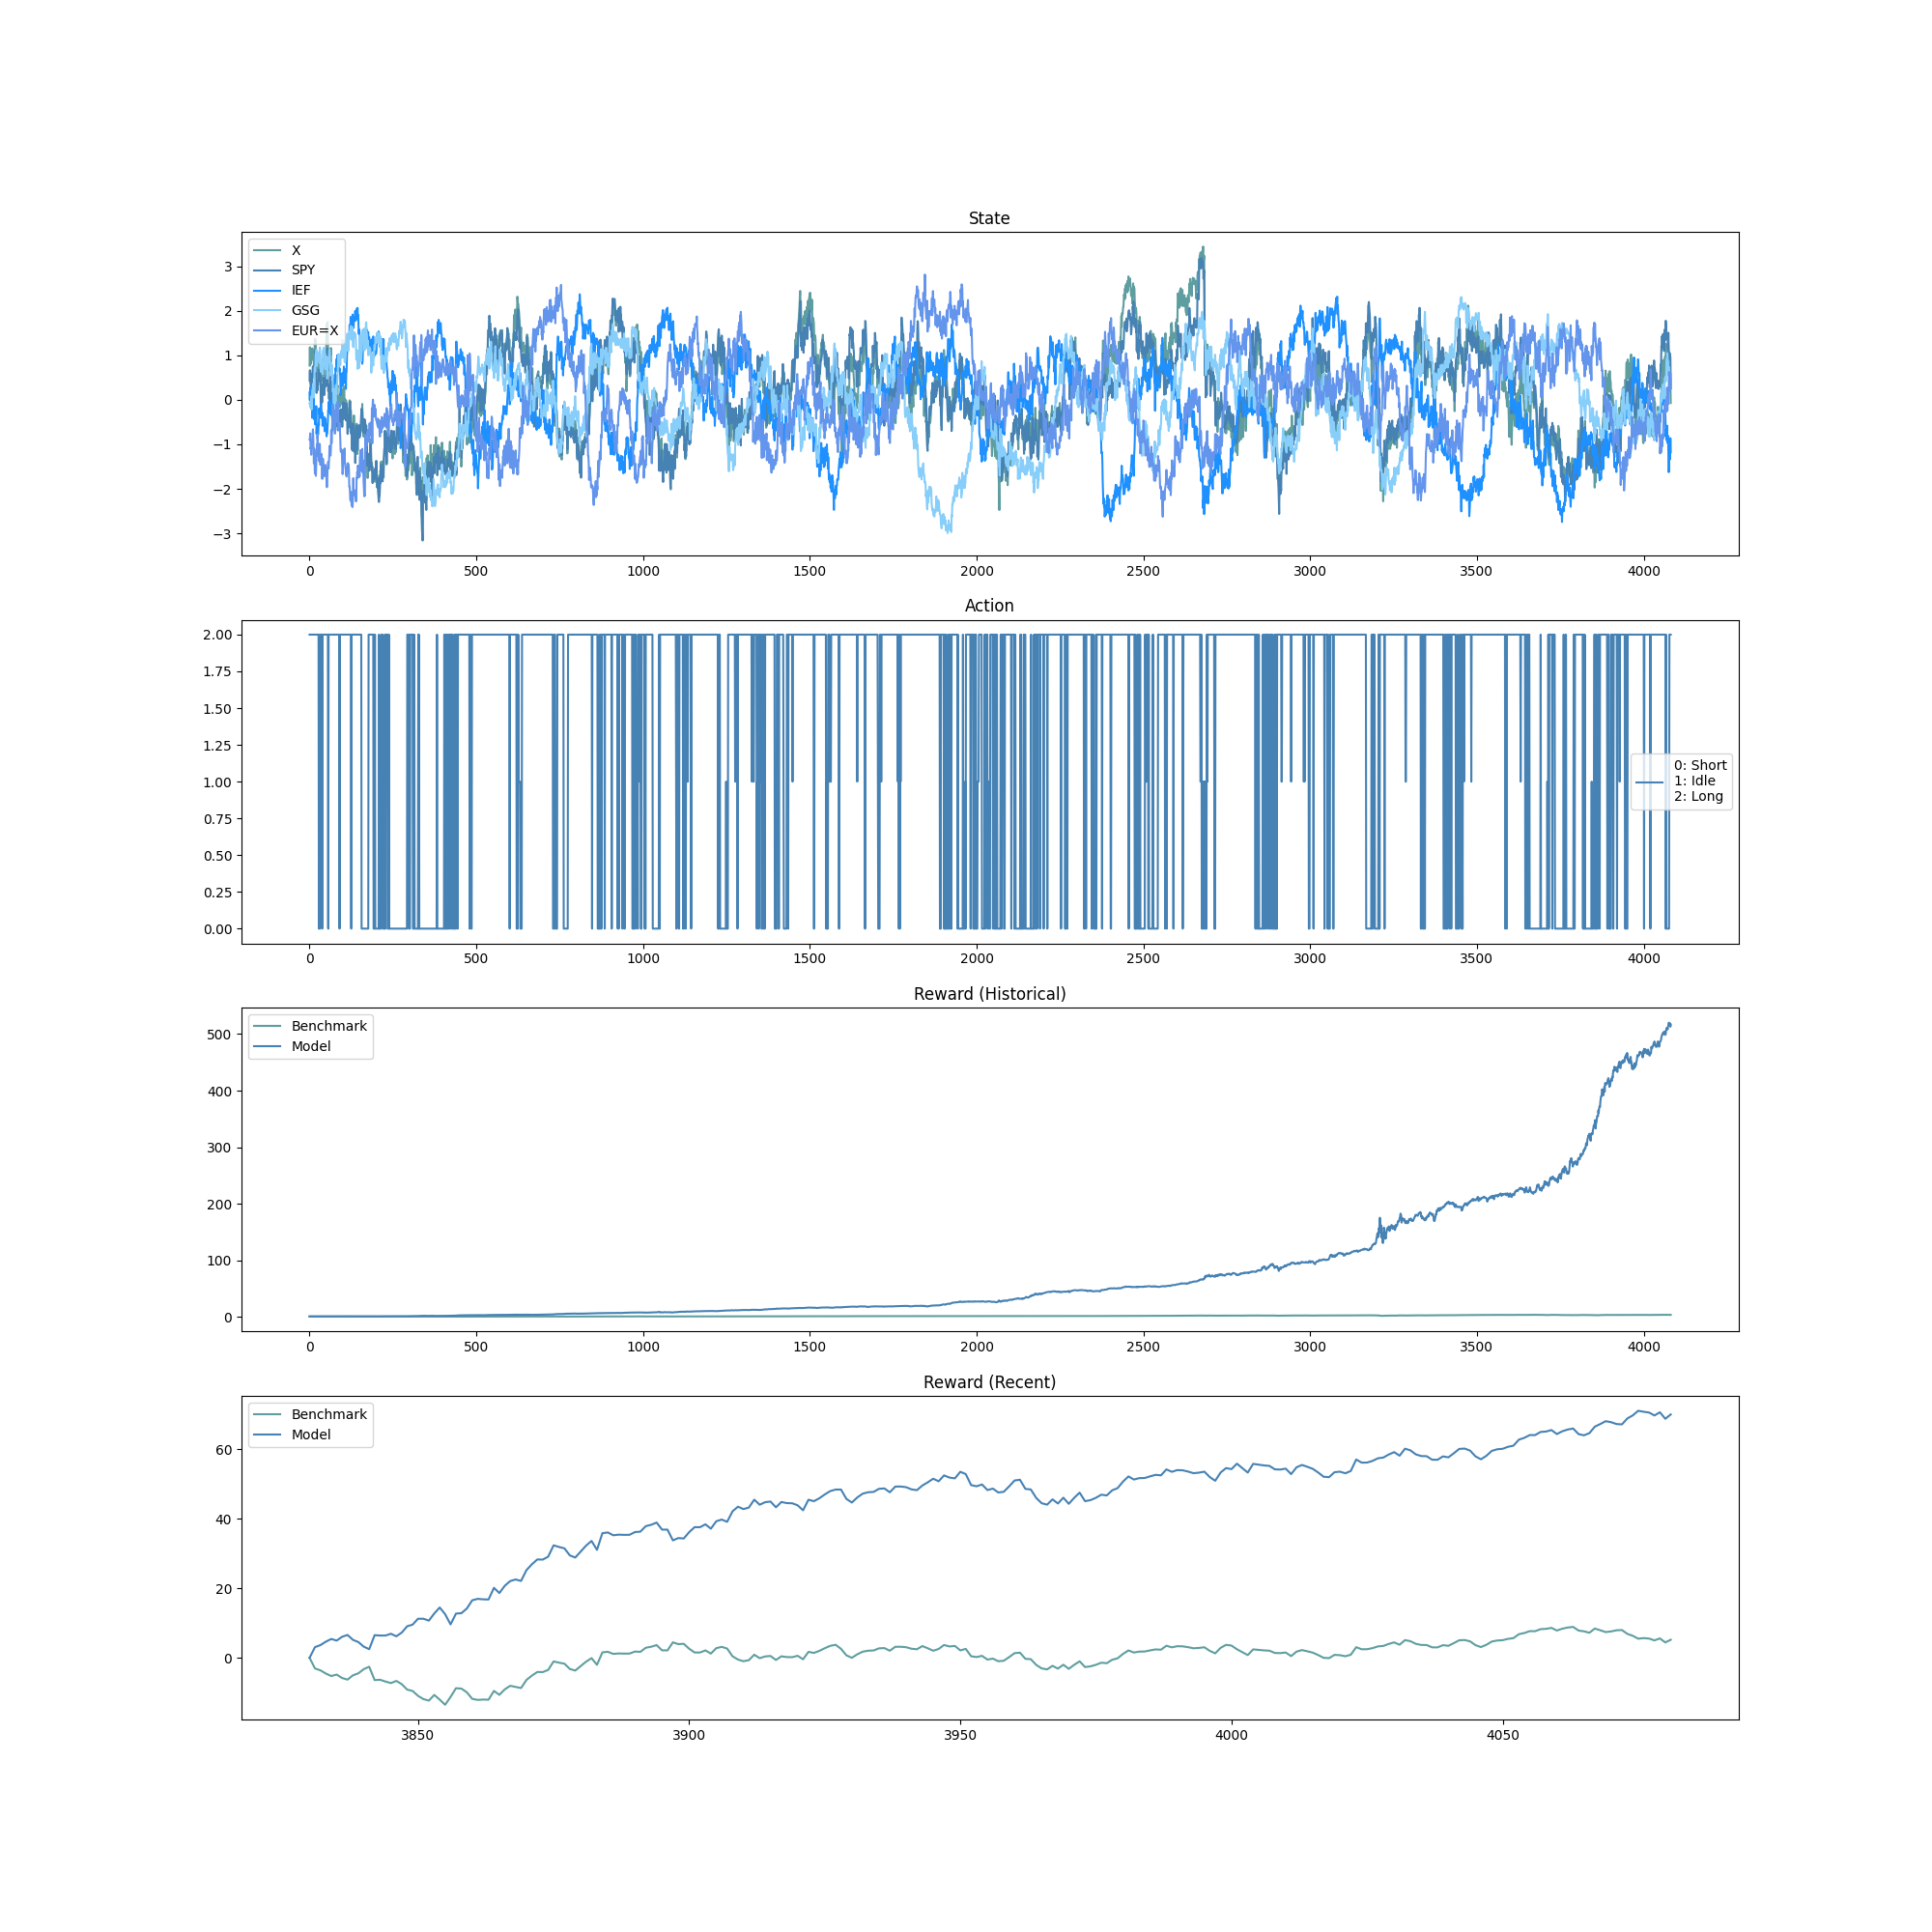 State
X
SPY
IEF
GSG
EUR=X
3
2
1
0
−1
−2
−3
0 500 1000 1500 2000 2500 3000 3500 4000
Action
2.00
1.75
1.50
1.25
1.00
0.75
0.50
0.25
0.00
0: Short
1: Idle
2: Long
0 500 1000 1500 2000 2500 3000 3500 4000
Reward (Historical)
Benchmark
Model
500
400
300
200
100
0
0 500 1000 1500 2000 2500 3000 3500 4000
Reward (Recent)
Benchmark
Model
60
40
20
0
3850 3900 3950 4000 4050